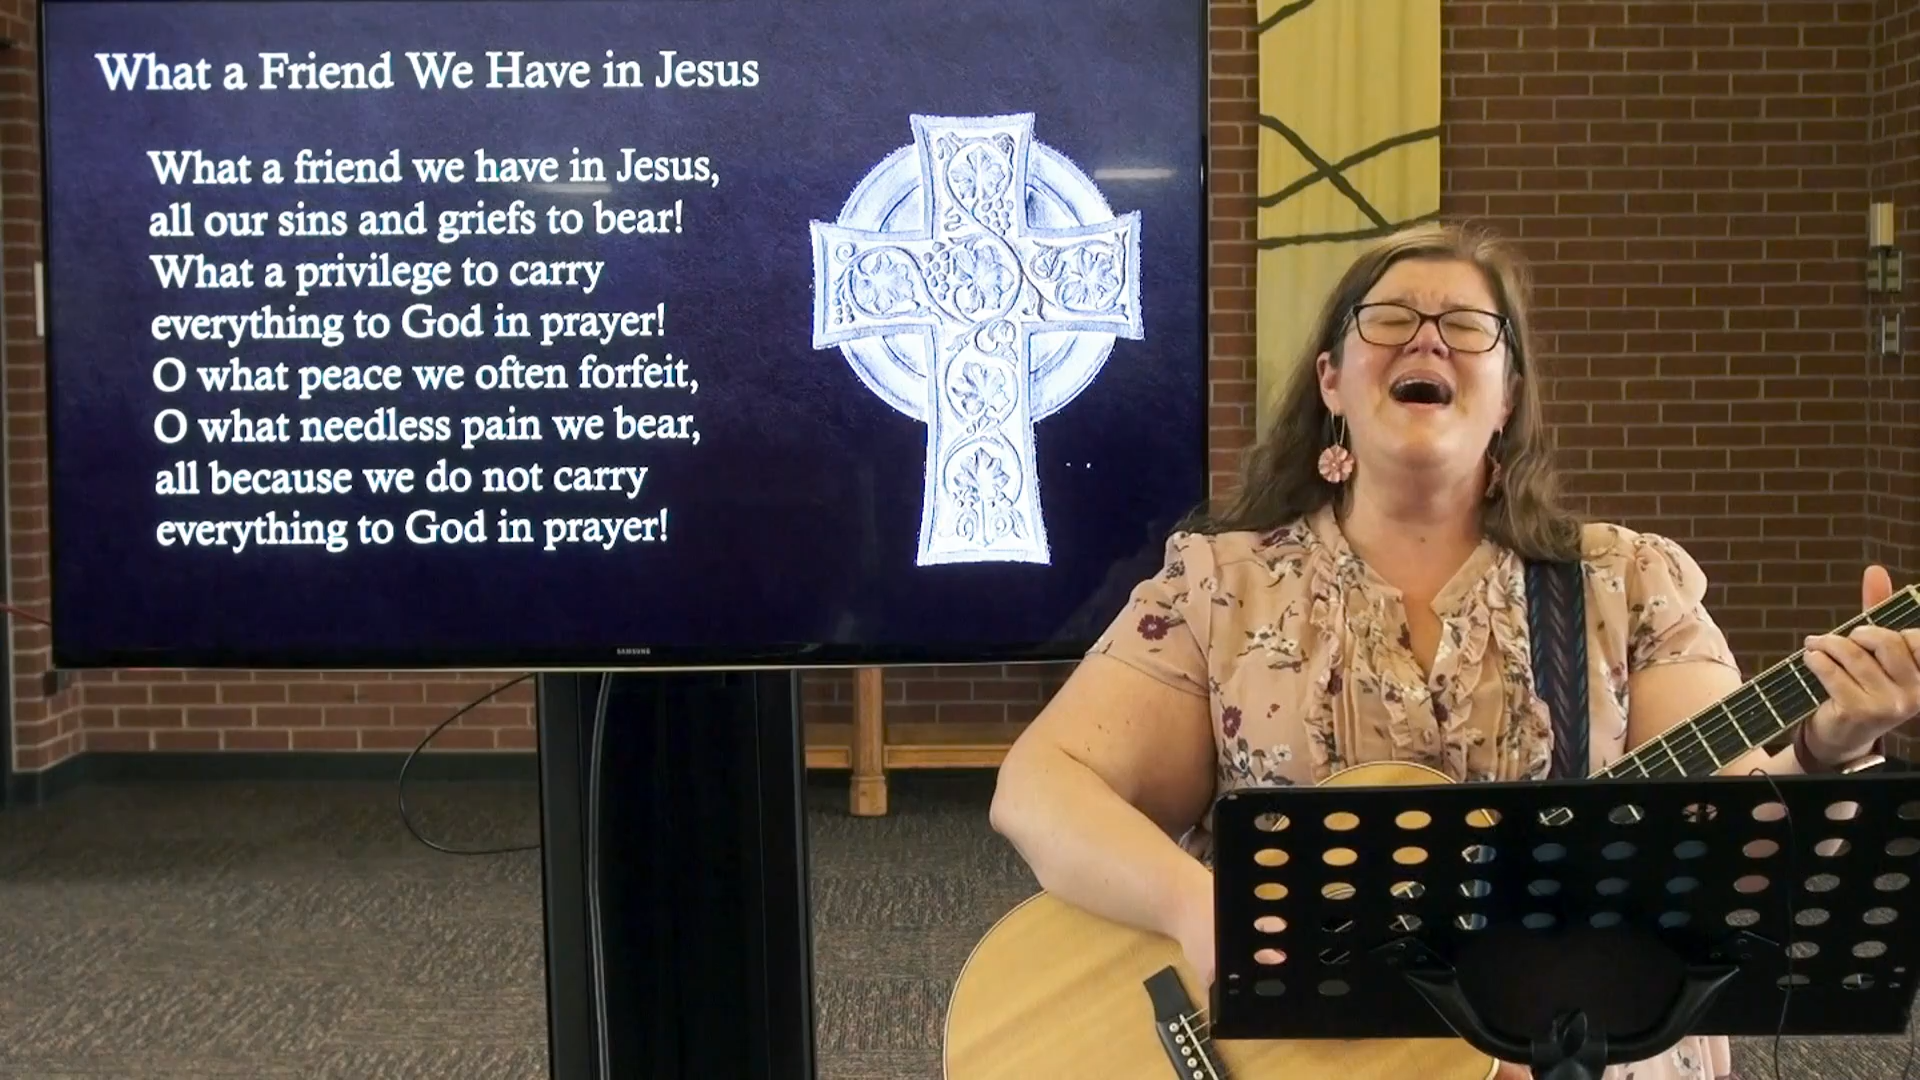 What a Friend We Have in Jesus
What a friend we have in Jesus,
all our sins and griefs to bear!
What a privilege to carry
everything to God in prayer!
O what peace we often forfeit,
O what needless pain we bear,
all because we do not carry
everything to God in prayer!
SAMSUNG